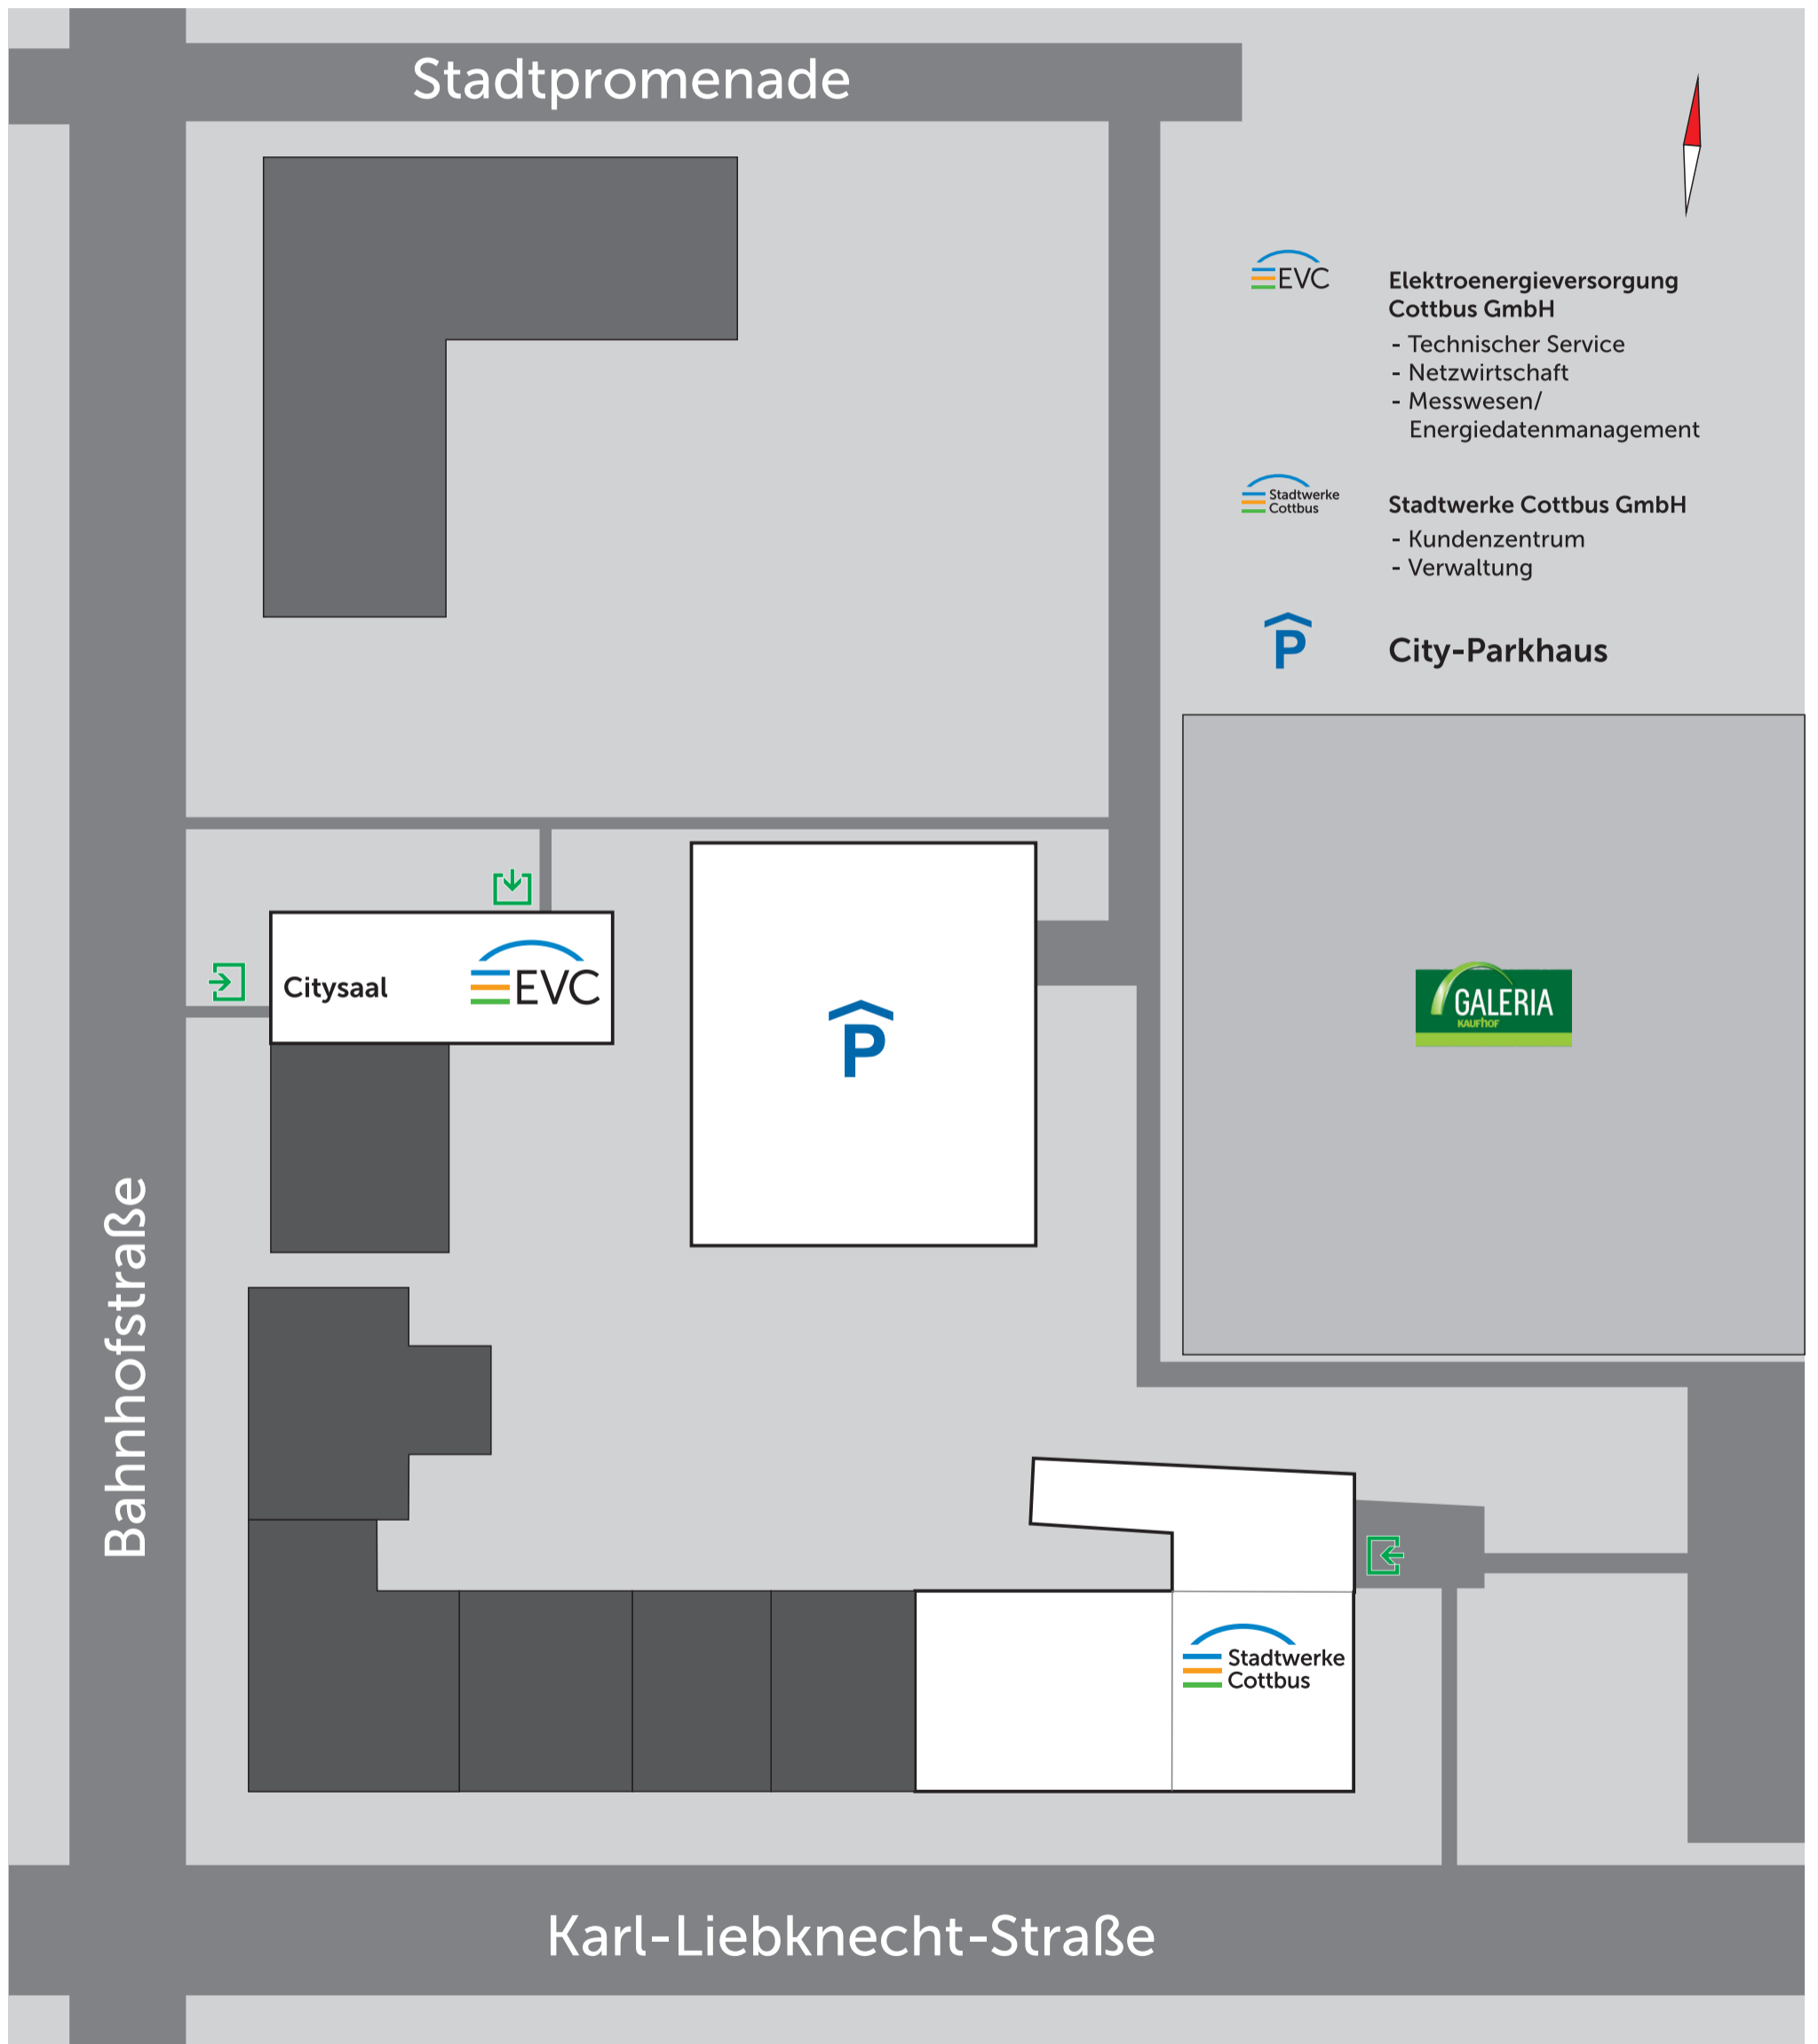 Stadtpromenade
EVC
Elektroenergieversorgung
Cottbus GmbH
- Technischer Service
- Netzwirtschaft
- Messwesen/
Energiedatenmanagement
Stadtwerke
Cottbus
Stadtwerke Cottbus GmbH
- Kundenzentrum
- Verwaltung
P
City-Parkhaus
Citysaal
EVC
P
GALERIA
KAUFHOF
Bahnhofstraße
Stadtwerke
Cottbus
Karl-Liebknecht-Straße